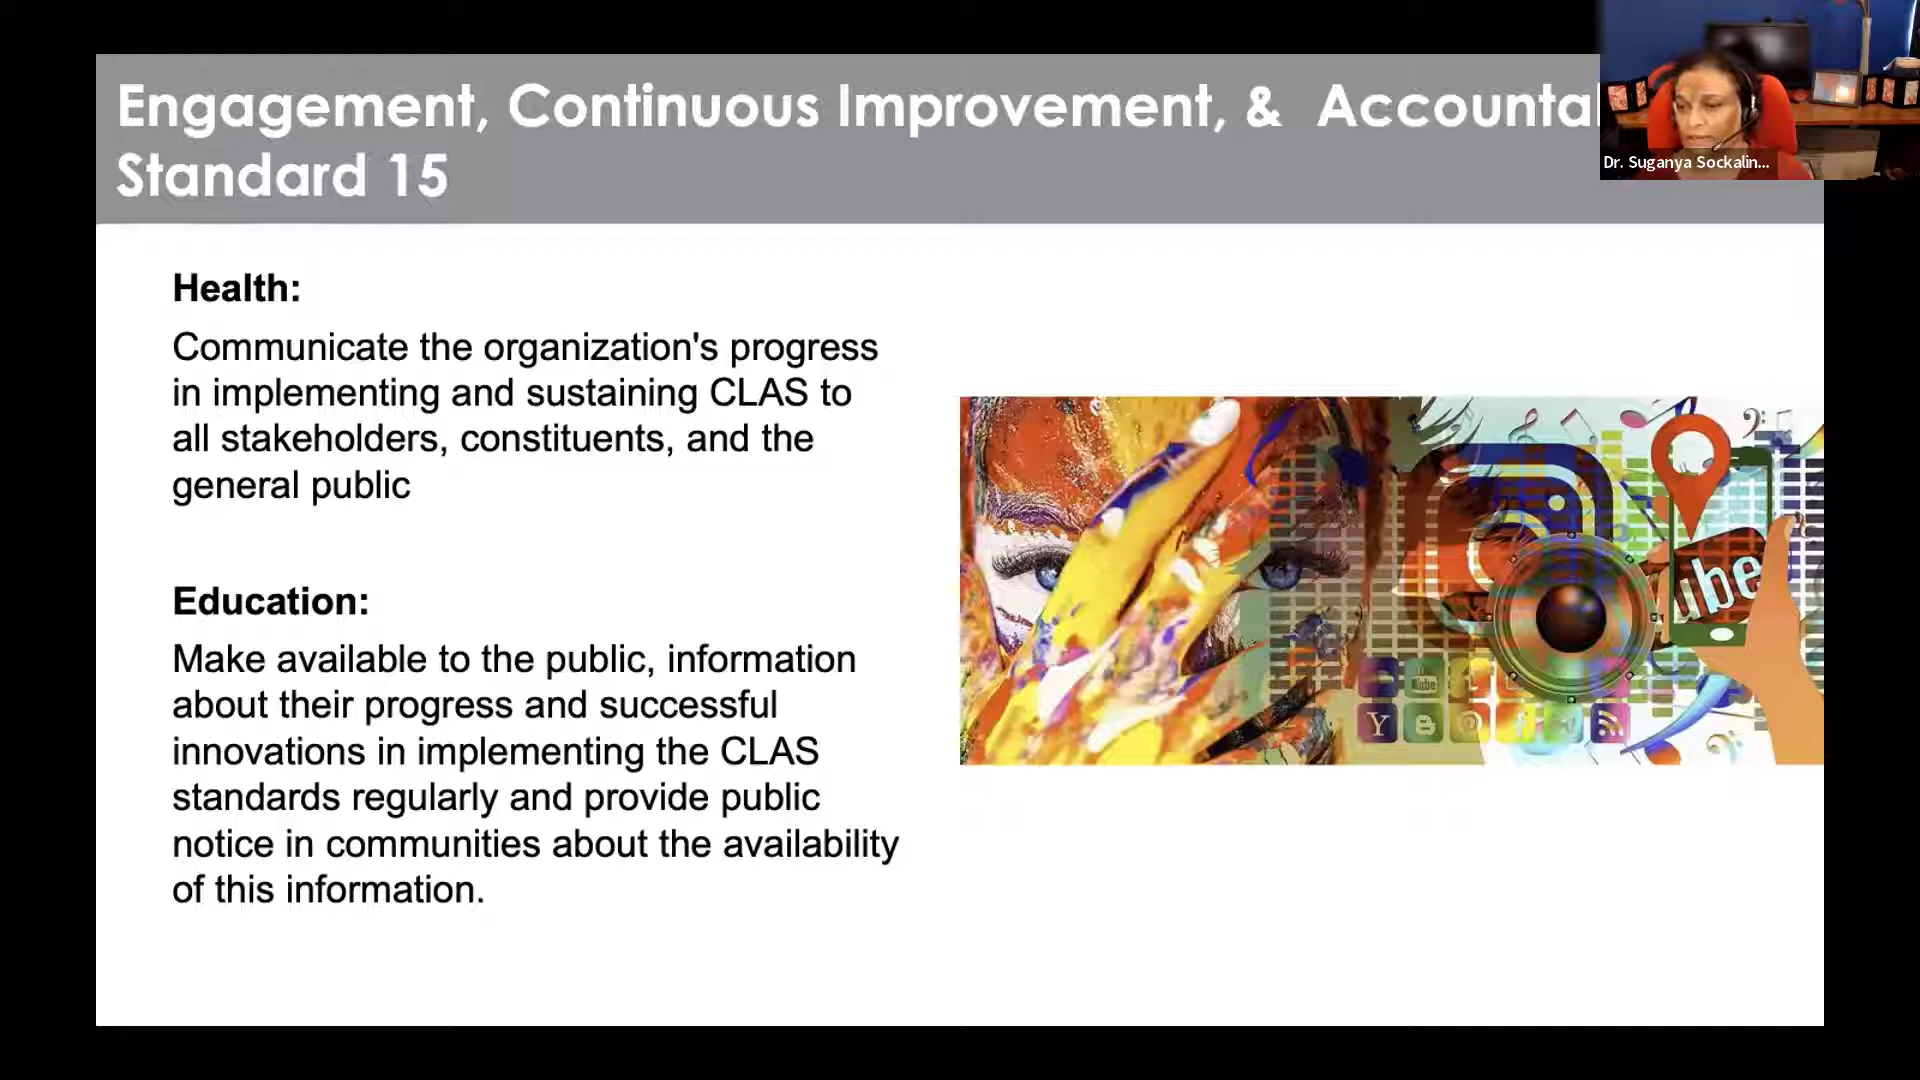 Engagement, Continuous Improvement, & Accounta
Standard 15
Dr. Suganya Sockalin...
Health:
Communicate the organization's progress
in implementing and sustaining CLAS to
all stakeholders, constituents, and the
general public
Education:
Make available to the public, information
about their progress and successful
innovations in implementing the CLAS
standards regularly and provide public
notice in communities about the availability
of this information.
ube
Y